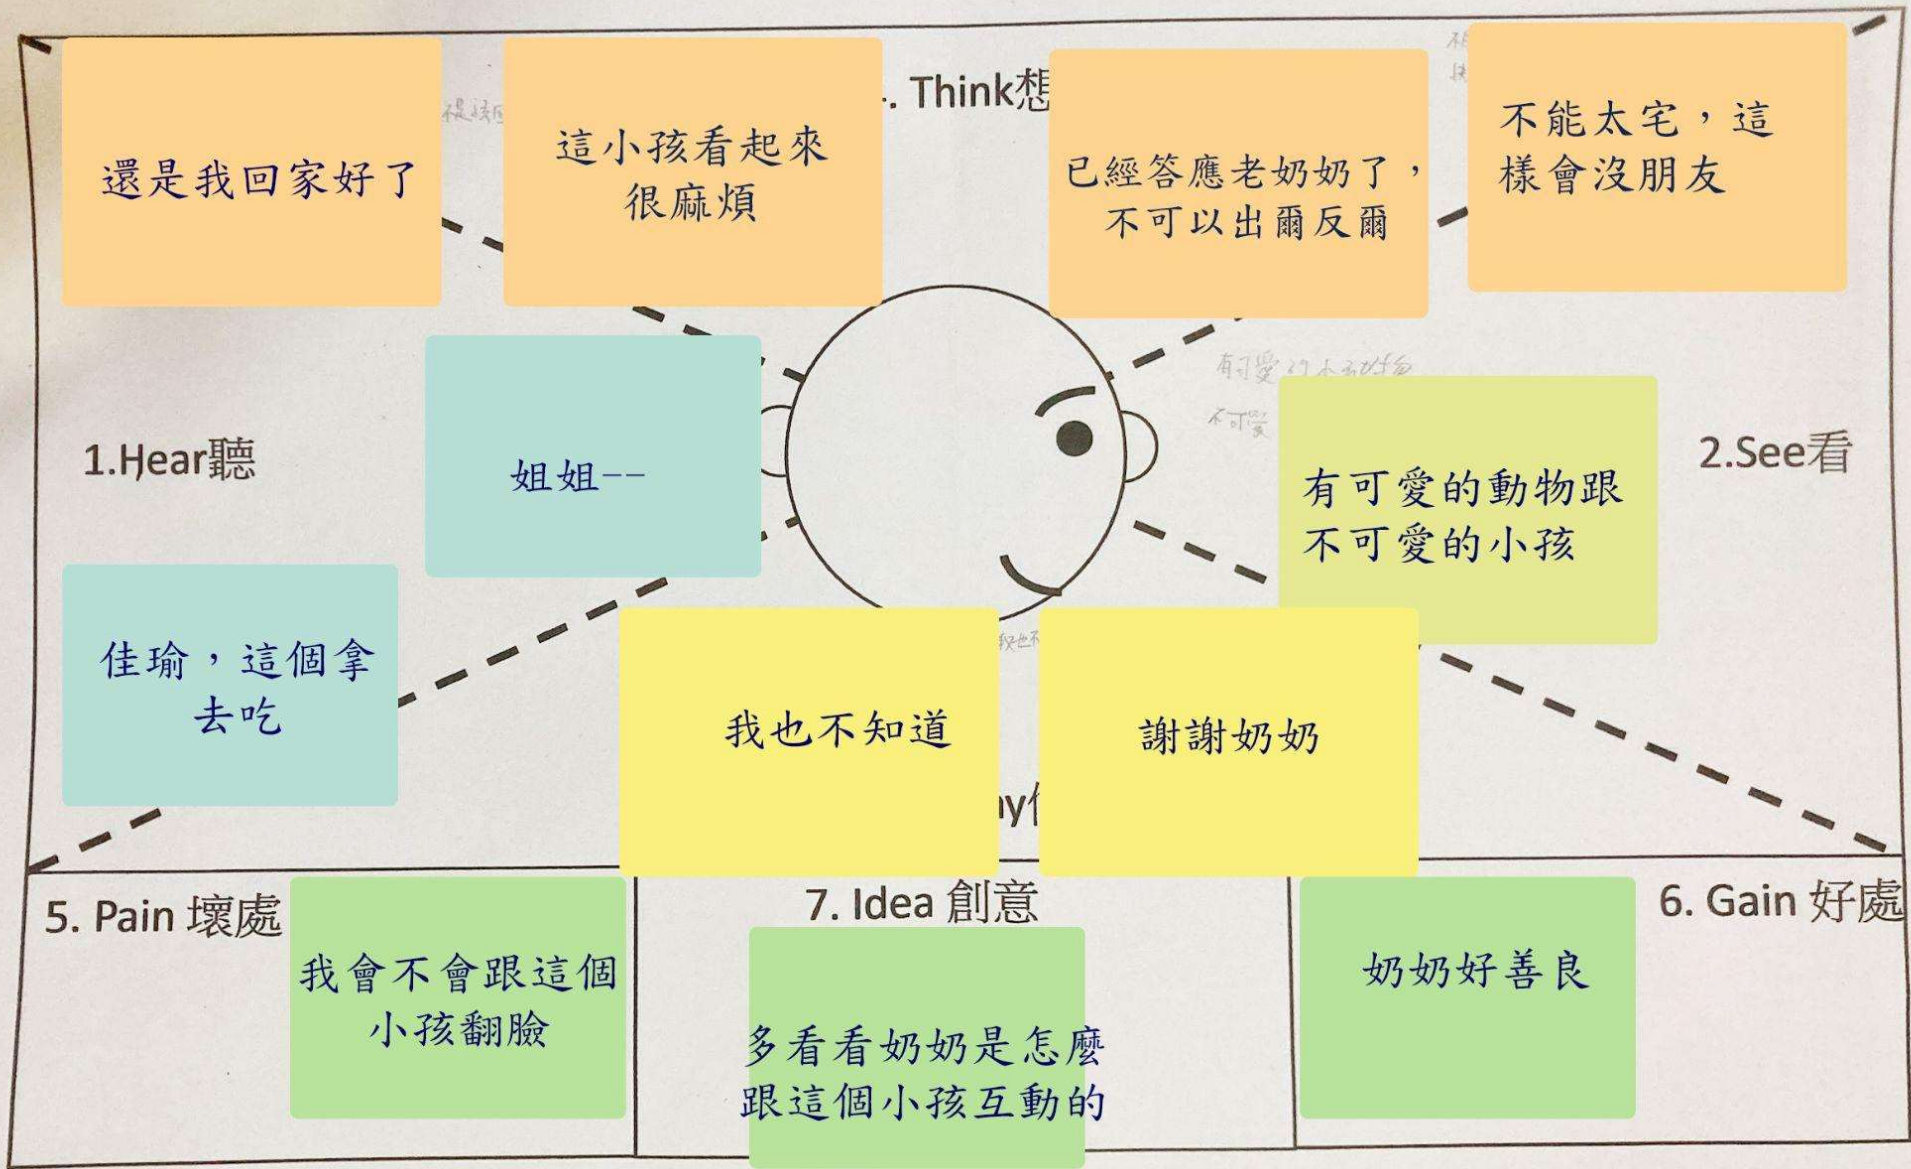 . Think想
還是我回家好了
這小孩看起來
很麻煩
已經答應老奶奶了，
不可以出爾反爾
不能太宅，這
樣會沒朋友
1.Hear聽
姐姐--
佳瑜，這個拿
去吃
2.See看
有可愛的動物跟
不可愛的小孩
我也不知道
謝謝奶奶
5. Pain 壞處
我會不會跟這個
小孩翻臉
7. Idea 創意
多看看奶奶是怎麼
跟這個小孩互動的
6. Gain 好處
奶奶好善良